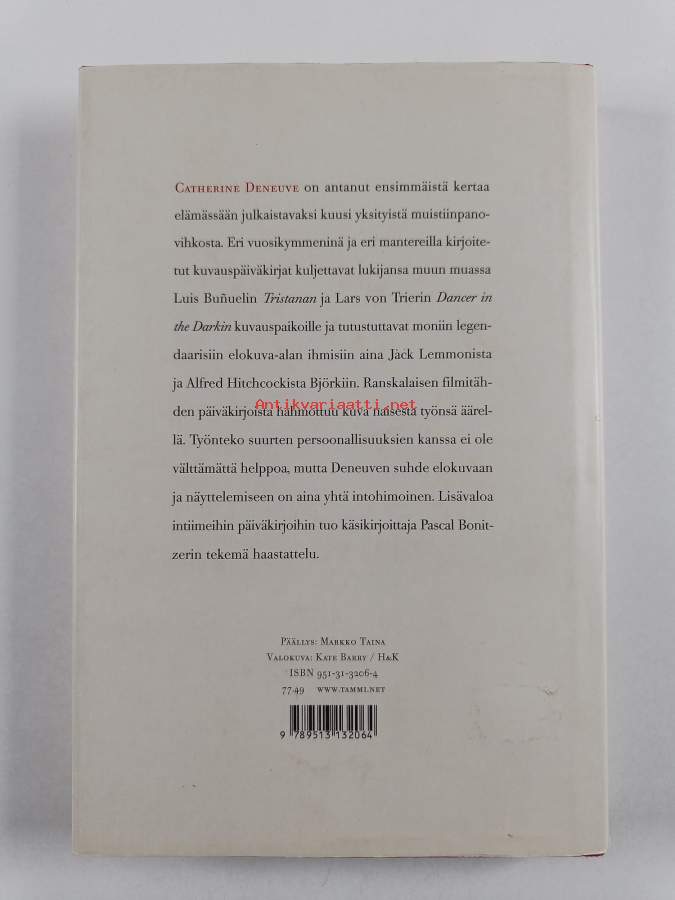 Catherine Deneuve on antanut ensimmäistä kertaa
elämässään julkaistavaksi kuusi yksityistä muistiinpano-
vihkosta. Eri vuosikymmeninä ja eri mantereilla kirjoite-
tut kuvauspäiväkirjat kuljettavat lukijansa muun muassa
Luis Buñuelin Tristanan ja Lars von Trierin Dancer in
the Darkin kuvauspaikoille ja tutustuttavat moniin legen-
daarisiin elokuva-alan ihmisiin aina Jack Lemmonista
ja Alfred Hitchcockista Björkiin. Ranskalaisen filmitäh-
Antikvariaatti.net
den päiväkirjoista hahmottuu kuva naisesta työnsä äärel-
lä. Työnteko suurten persoonallisuuksien kanssa ei ole
välttämättä helppoa, mutta Deneuven suhde elokuvaan
ja näyttelemiseen on aina yhtä intohimoinen. Lisävaloa
intiimeihin päiväkirjoihin tuo käsikirjoittaja Pascal Bonit-
zerin tekemä haastattelu.
Päällys: Markko Taina
Valokuva: Kate Barry / H&K
ISBN 951-31-3206-4
77.49 www.tammi.net
9 789513 132064